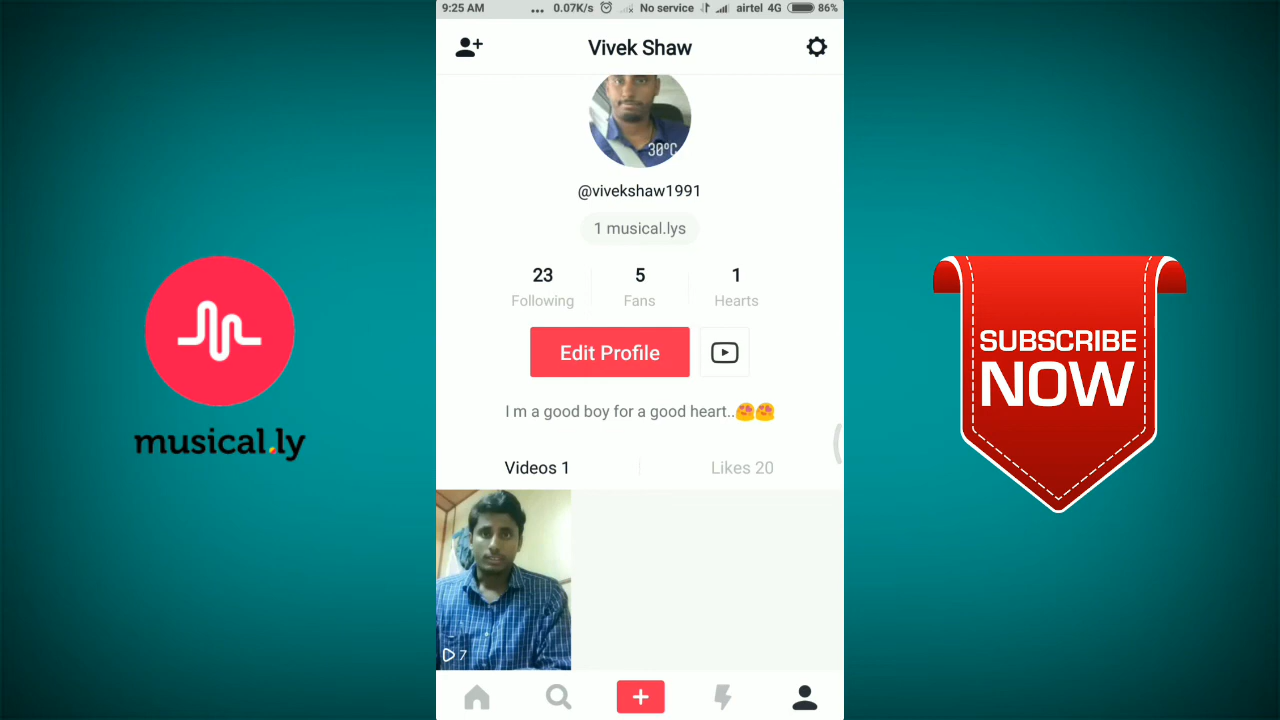 9:25 AM ... 0.07K/s No service airtel 4G 86%
Vivek Shaw
30°C
@vivekshaw1991
1 musical.lys
23 5 1
Following Fans Hearts
Edit Profile
I m a good boy for a good heart..😍😍
Videos 1 Likes 20
7
musical.ly
SUBSCRIBE
NOW